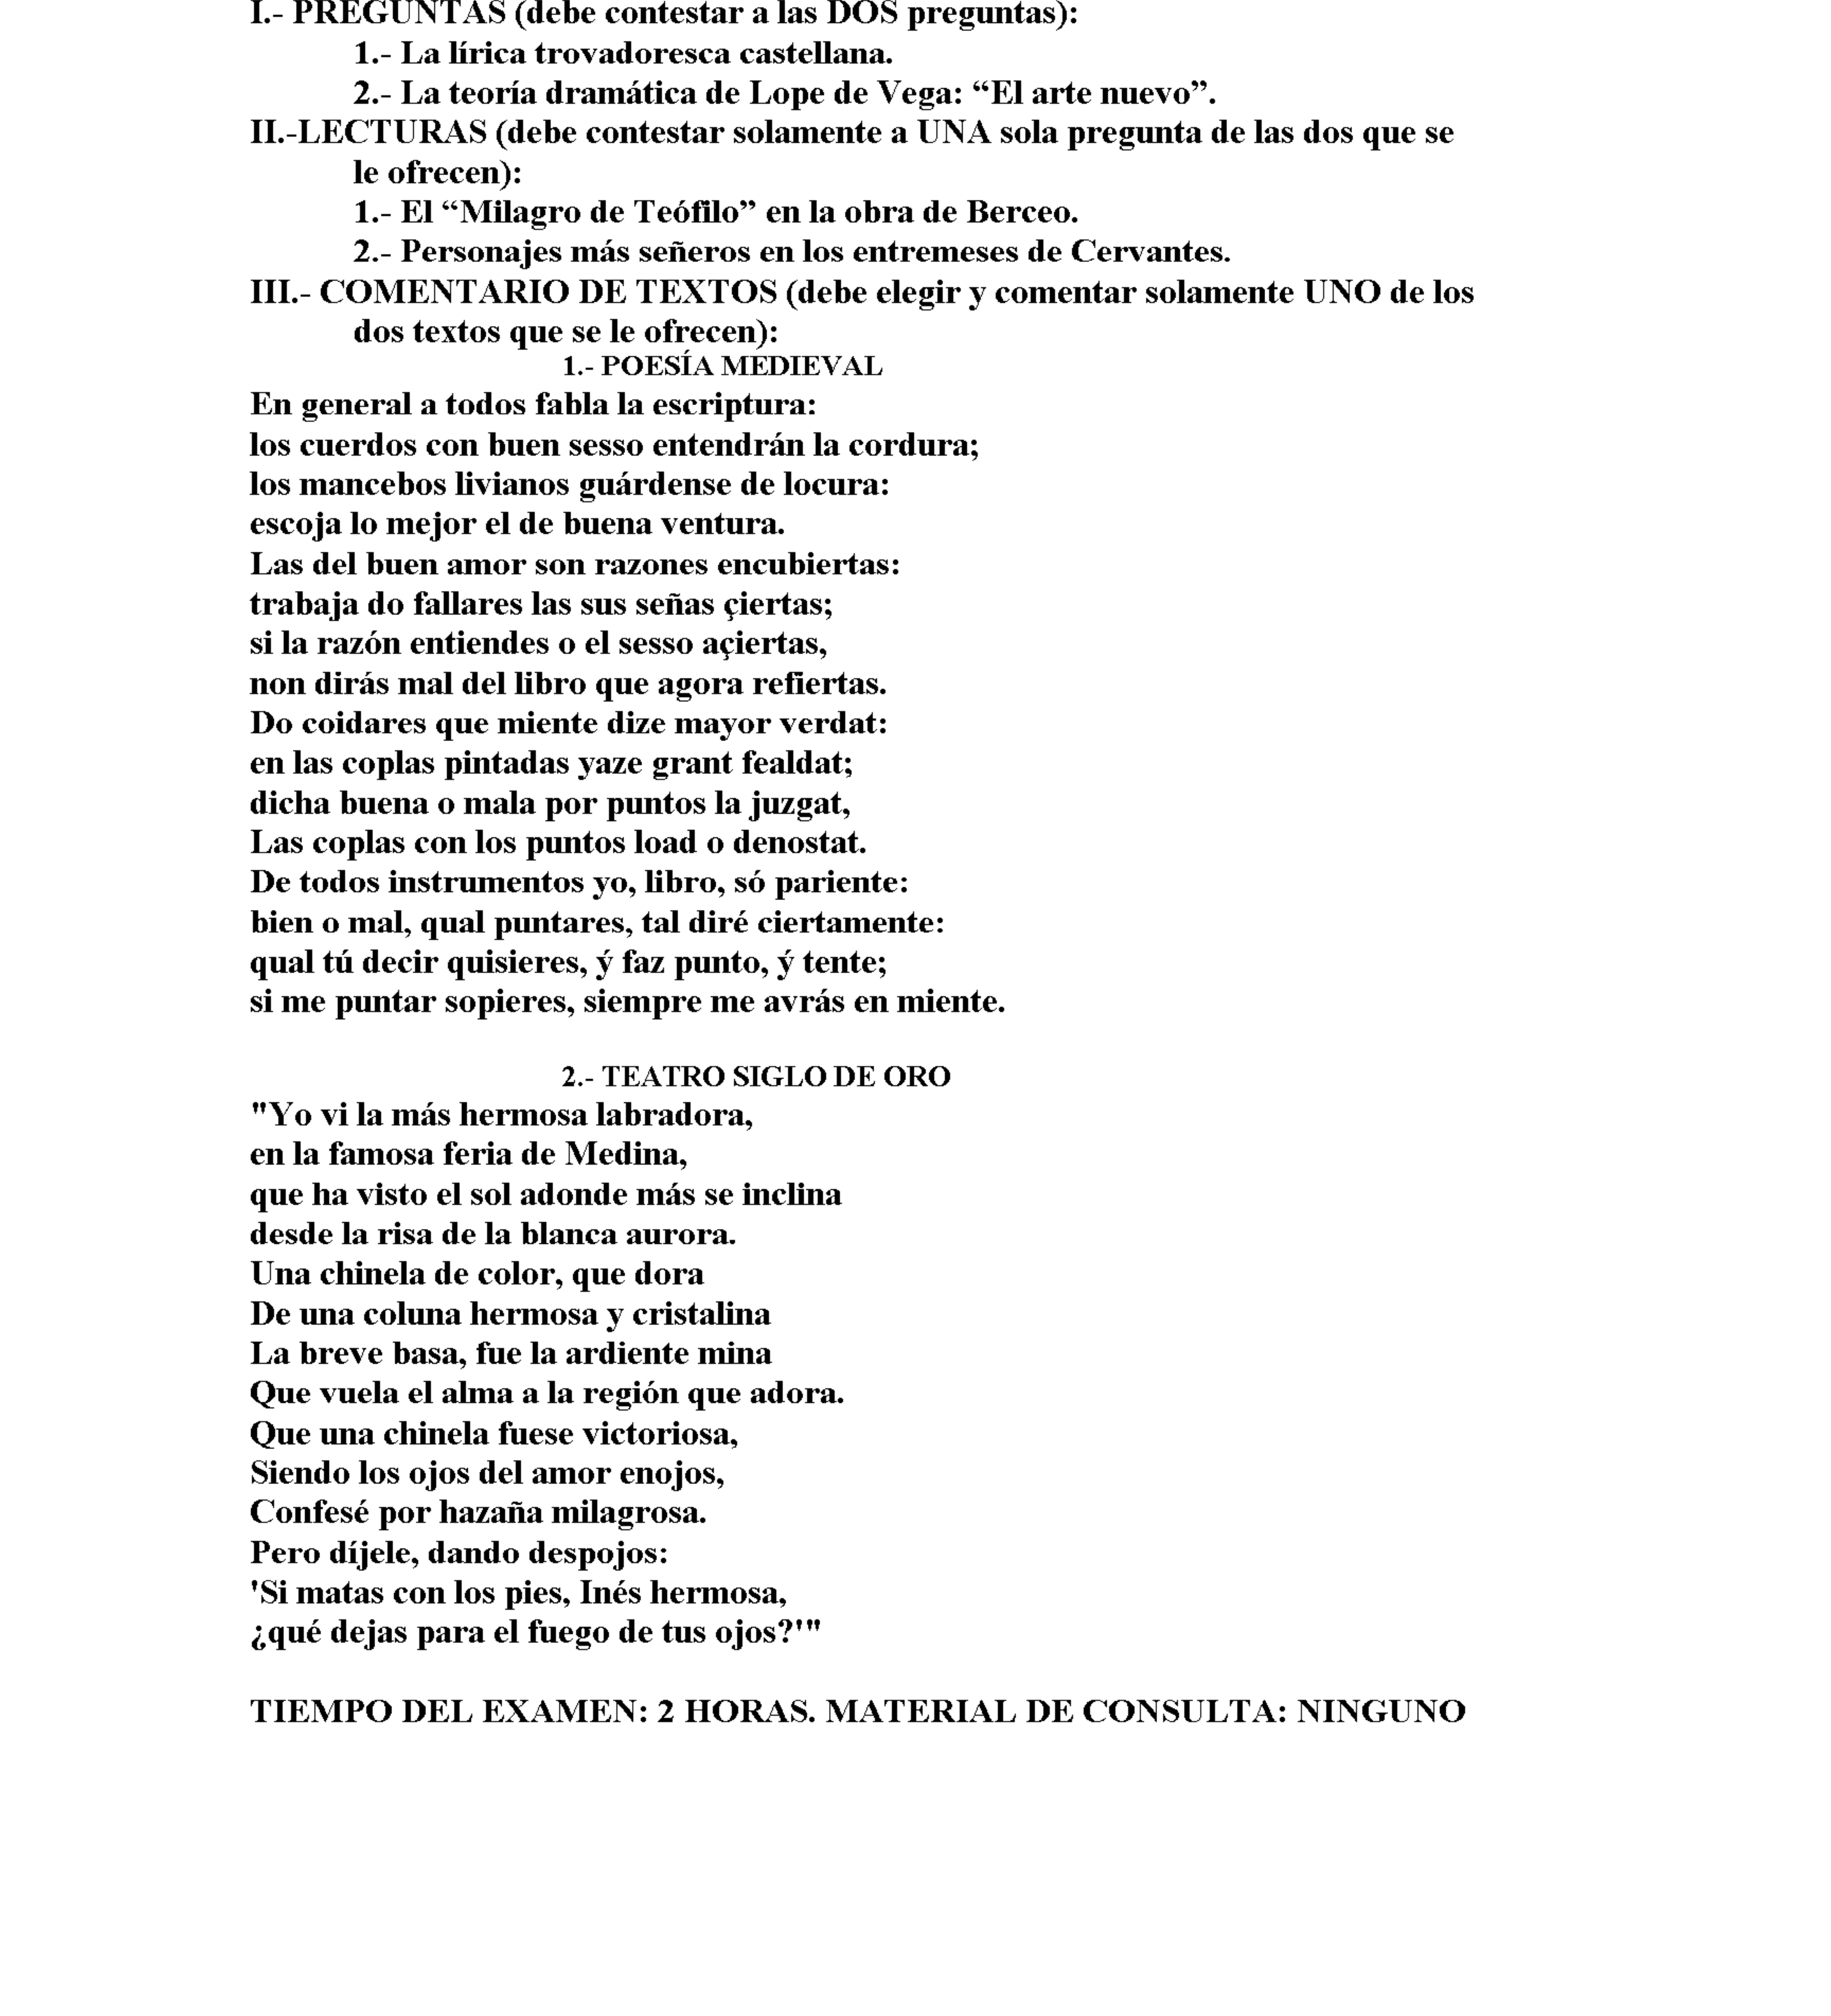 I.- PREGUNTAS (debe contestar a las DOS preguntas):
1.- La lírica trovadoresca castellana.
2.- La teoría dramática de Lope de Vega: “El arte nuevo”.
II.-LECTURAS (debe contestar solamente a UNA sola pregunta de las dos que se
le ofrecen):
1.- El “Milagro de Teófilo” en la obra de Berceo.
2.- Personajes más señeros en los entremeses de Cervantes.
III.- COMENTARIO DE TEXTOS (debe elegir y comentar solamente UNO de los
dos textos que se le ofrecen):
1.- POESÍA MEDIEVAL
En general a todos fabla la escriptura:
los cuerdos con buen sesso entendrán la cordura;
los mancebos livianos guárdense de locura:
escoja lo mejor el de buena ventura.
Las del buen amor son razones encubiertas:
trabaja do fallares las sus señas çiertas;
si la razón entiendes o el sesso açiertas,
non dirás mal del libro que agora refiertas.
Do coidares que miente dize mayor verdat:
en las coplas pintadas yaze grant fealdat;
dicha buena o mala por puntos la juzgat,
Las coplas con los puntos load o denostat.
De todos instrumentos yo, libro, só pariente:
bien o mal, qual puntares, tal diré ciertamente:
qual tú decir quisieres, ý faz punto, ý tente;
si me puntar sopieres, siempre me avrás en miente.
2.- TEATRO SIGLO DE ORO
"Yo vi la más hermosa labradora,
en la famosa feria de Medina,
que ha visto el sol adonde más se inclina
desde la risa de la blanca aurora.
Una chinela de color, que dora
De una coluna hermosa y cristalina
La breve basa, fue la ardiente mina
Que vuela el alma a la región que adora.
Que una chinela fuese victoriosa,
Siendo los ojos del amor enojos,
Confesé por hazaña milagrosa.
Pero díjele, dando despojos:
'Si matas con los pies, Inés hermosa,
¿qué dejas para el fuego de tus ojos?'"
TIEMPO DEL EXAMEN: 2 HORAS. MATERIAL DE CONSULTA: NINGUNO